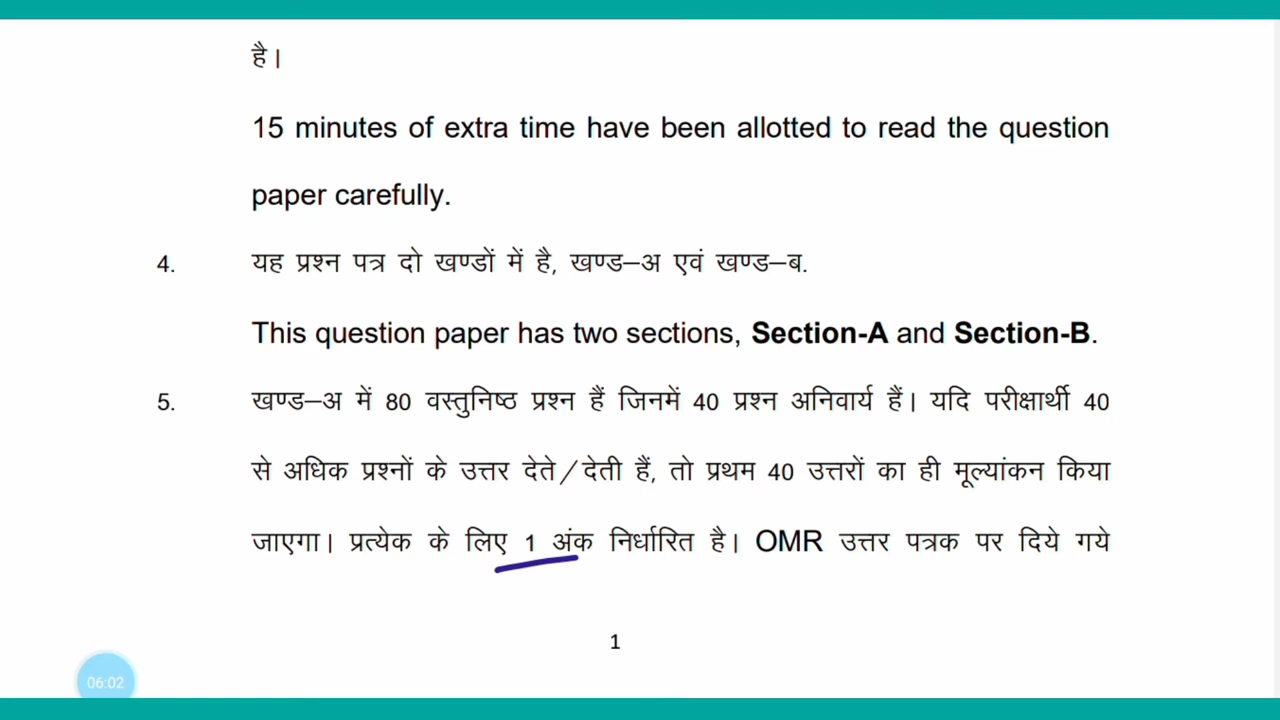 है।
15 minutes of extra time have been allotted to read the question
paper carefully.
4. यह प्रश्न पत्र दो खण्डों में है, खण्ड–अ एवं खण्ड–ब.
This question paper has two sections, Section-A and Section-B.
5. खण्ड–अ में 80 वस्तुनिष्ठ प्रश्न हैं जिनमें 40 प्रश्न अनिवार्य हैं। यदि परीक्षार्थी 40
से अधिक प्रश्नों के उत्तर देते/देती हैं, तो प्रथम 40 उत्तरों का ही मूल्यांकन किया
जाएगा। प्रत्येक के लिए 1 अंक निर्धारित है। OMR उत्तर पत्रक पर दिये गये
1
06:02